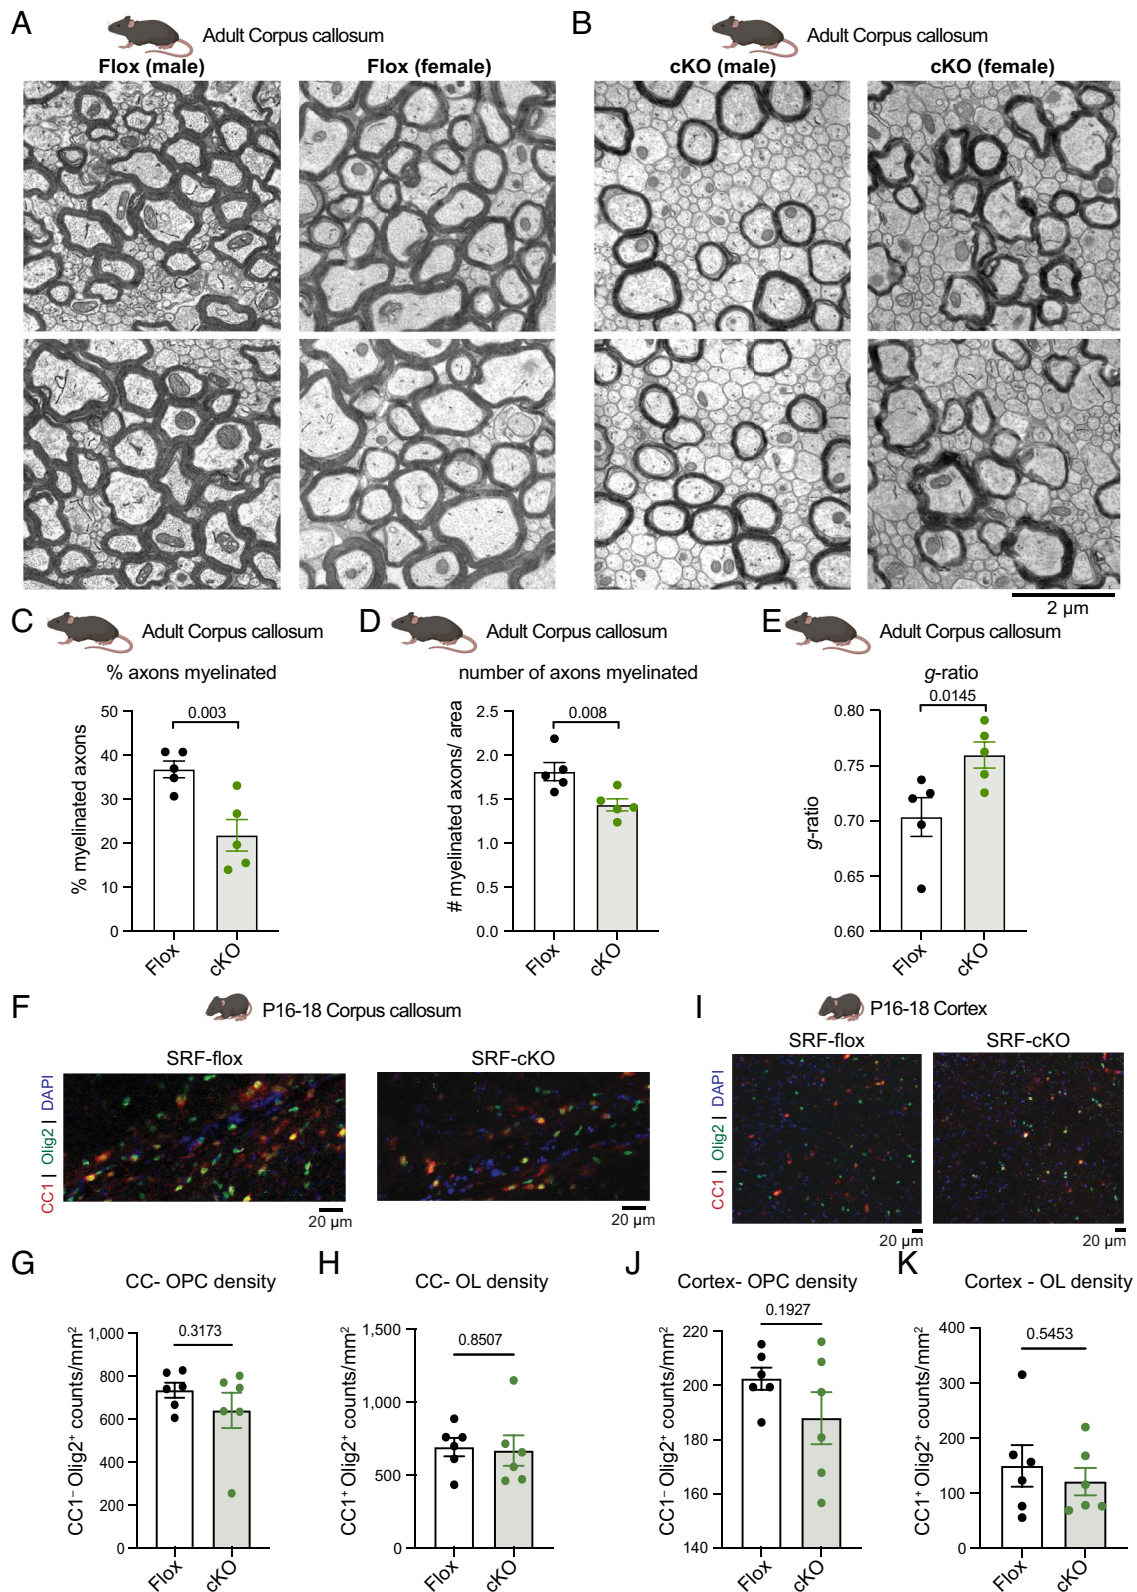 A
Adult Corpus callosum
Flox (male)
Flox (female)
B
Adult Corpus callosum
cKO (male)
cKO (female)
2 µm
C
Adult Corpus callosum
% axons myelinated
0.003
% myelinated axons
50
40
30
20
10
0
Flox
cKO
D
Adult Corpus callosum
number of axons myelinated
0.008
# myelinated axons/ area
2.5
2.0
1.5
1.0
0.5
0.0
Flox
cKO
E
Adult Corpus callosum
g-ratio
0.0145
g-ratio
0.80
0.75
0.70
0.65
0.60
Flox
cKO
F
P16-18 Corpus callosum
SRF-flox
SRF-cKO
CC1 | Olig2 | DAPI
20 µm
20 µm
I
P16-18 Cortex
SRF-flox
SRF-cKO
CC1 | Olig2 | DAPI
20 µm
20 µm
G
CC- OPC density
0.3173
CC1⁻ Olig2⁺ counts/mm²
1,000
800
600
400
200
0
Flox
cKO
H
CC- OL density
0.8507
CC1⁺ Olig2⁺ counts/mm²
1,500
1,000
500
0
Flox
cKO
J
Cortex- OPC density
0.1927
CC1⁻ Olig2⁺ counts/mm²
220
200
180
160
140
Flox
cKO
K
Cortex - OL density
0.5453
CC1⁺ Olig2⁺ counts/mm²
400
300
200
100
0
Flox
cKO